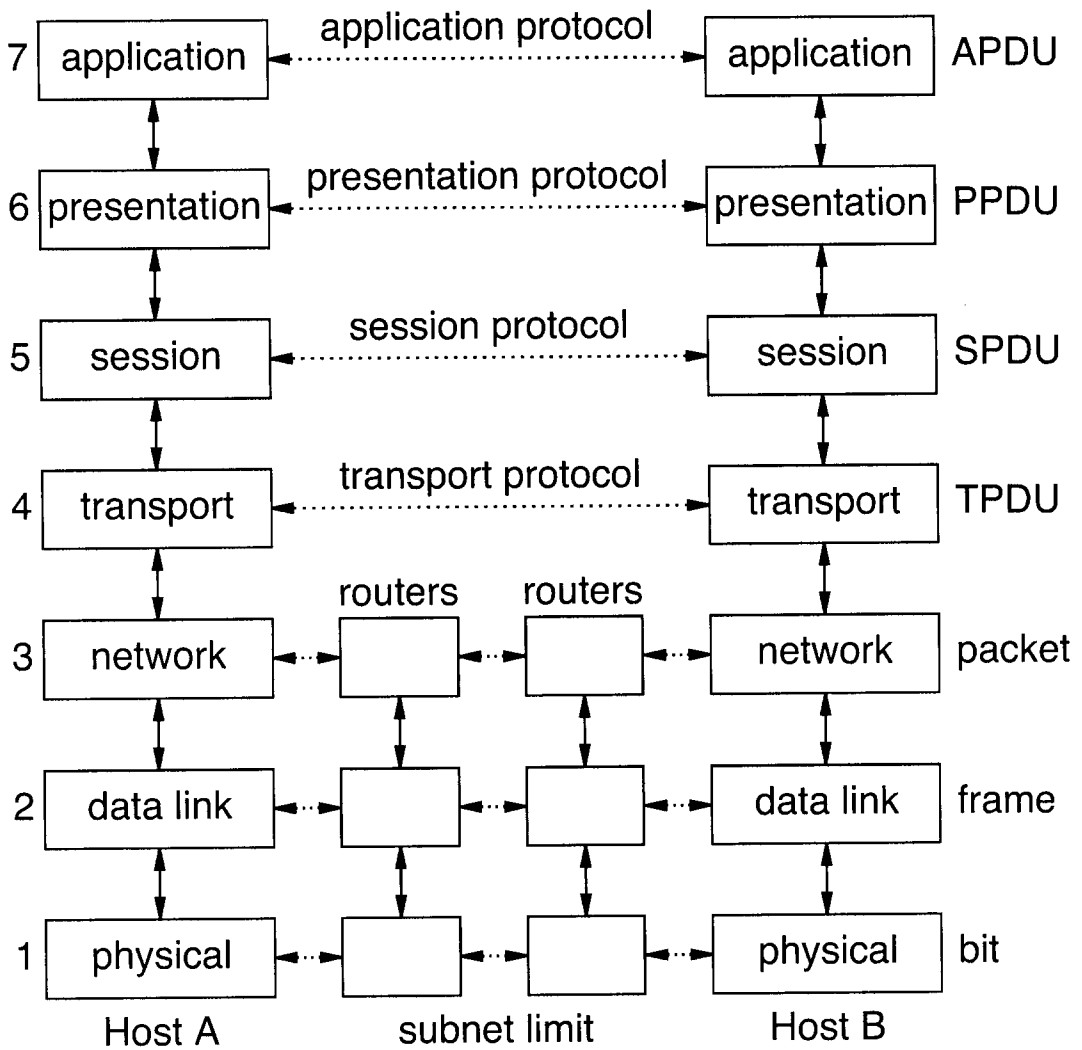 application protocol
7 application application APDU
presentation protocol
6 presentation presentation PPDU
session protocol
5 session session SPDU
transport protocol
4 transport transport TPDU
routers routers
3 network network packet
2 data link data link frame
1 physical physical bit
Host A subnet limit Host B